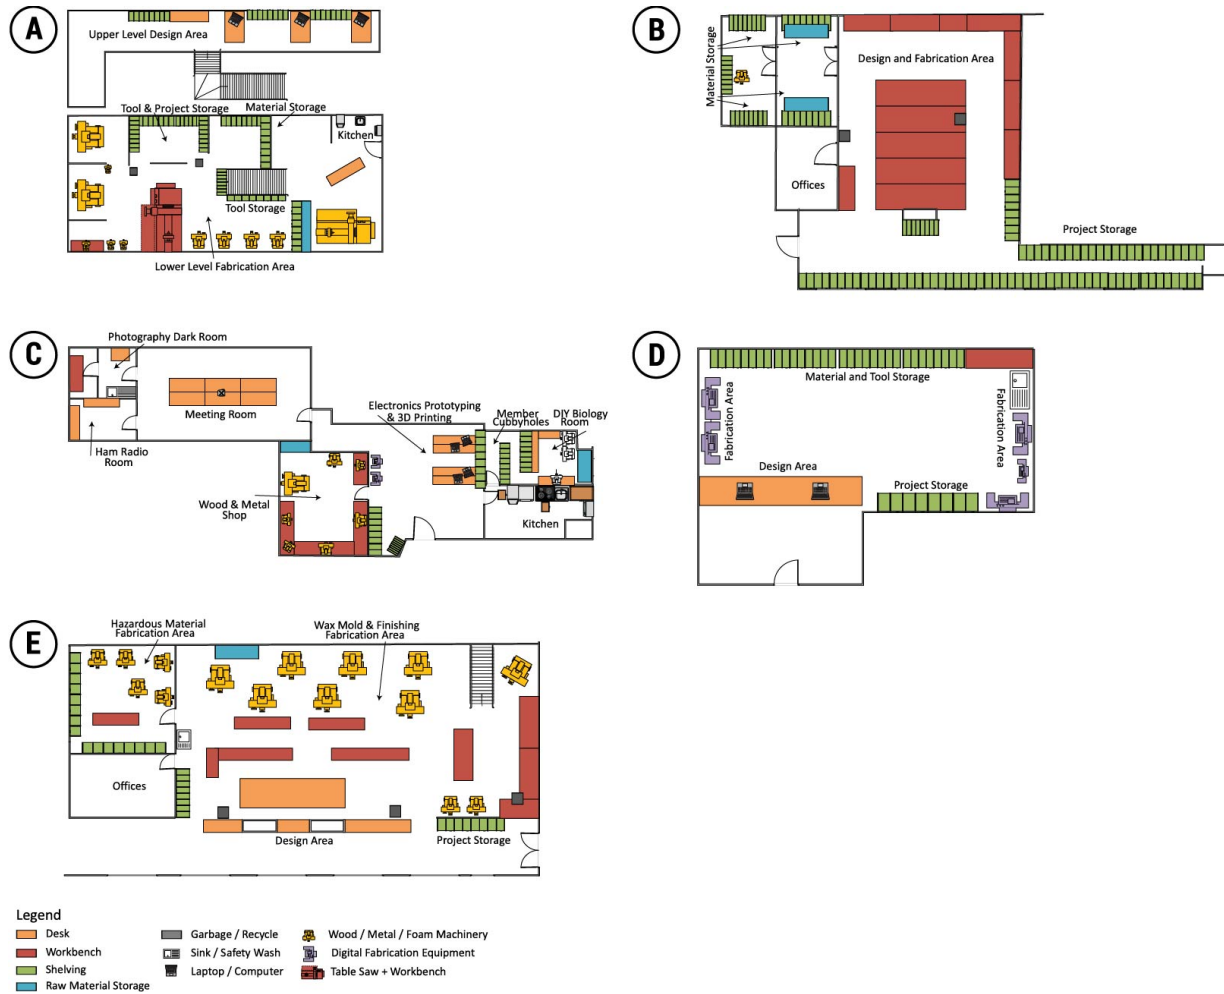 A
Upper Level Design Area
Tool & Project Storage
Material Storage
Kitchen
Tool Storage
Lower Level Fabrication Area
B
Material Storage
Design and Fabrication Area
Offices
Project Storage
C
Photography Dark Room
Meeting Room
Ham Radio
Room
Electronics Prototyping
& 3D Printing
Member
Cubbyholes
DIY Biology
Room
Wood & Metal
Shop
Kitchen
D
Material and Tool Storage
Fabrication Area
Fabrication Area
Design Area
Project Storage
E
Hazardous Material
Fabrication Area
Wax Mold & Finishing
Fabrication Area
Offices
Design Area
Project Storage
Legend
Desk
Workbench
Shelving
Raw Material Storage
Garbage / Recycle
Sink / Safety Wash
Laptop / Computer
Wood / Metal / Foam Machinery
Digital Fabrication Equipment
Table Saw + Workbench